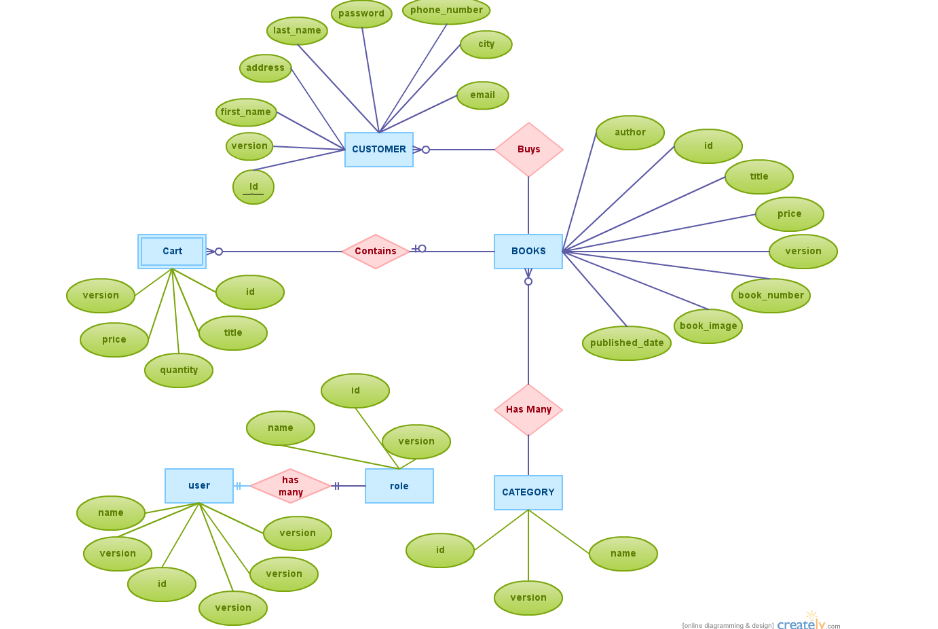 password
phone_number
last_name
city
address
email
first_name
author
version
id
CUSTOMER
Buys
title
Id
price
Cart
Contains
BOOKS
version
version
id
book_number
price
title
book_image
quantity
published_date
id
name
version
Has Many
user
has
many
role
CATEGORY
name
version
version
id
name
version
id
version
version
[online diagramming & design] creately.com